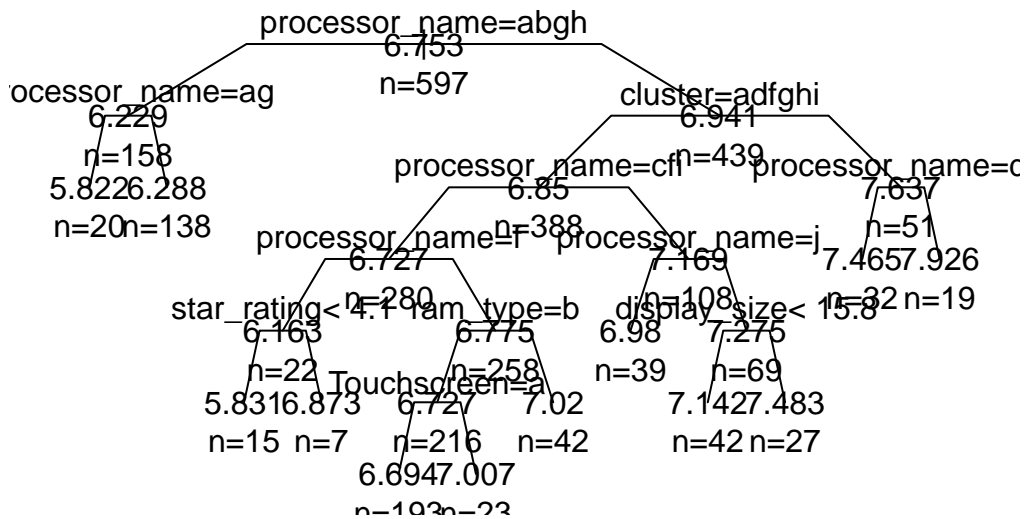 processor_name=abgh
6.753
n=597
ocessor_name=ag
cluster=adfghi
6.229
6.941
n=158
n=439
processor_name=cfi
processor_name=
5.822
6.288
6.85
7.637
n=20
n=138
n=388
n=51
processor_name=f
processor_name=j
6.727
7.169
7.465
7.926
n=280
n=108
n=32
n=19
star_rating< 4.1
ram_type=b
display_size< 15.8
6.163
6.775
6.98
7.275
n=22
n=258
n=39
n=69
Touchscreen=a
5.831
6.873
6.727
7.02
7.142
7.483
n=15
n=7
n=216
n=42
n=42
n=27
6.694
7.007
n=193
n=23